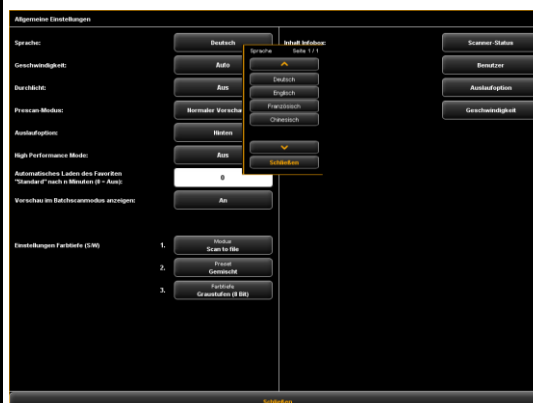 Allgemeine Einstellungen
Sprache:
Deutsch
Geschwindigkeit:
Auto
Durchlicht:
Aus
Prescan-Modus:
Normaler Vorscha
Auslaufoption:
Hinten
High Performance Mode:
Aus
Automatisches Laden des Favoriten
"Standard" nach n Minuten (0 = Aus):
0
Vorschau im Batchscanmodus anzeigen:
An
Einstellungen Farbtiefe (S/W)
1.
Modus
Scan to file
2.
Preset
Gemischt
3.
Farbtiefe
Graustufen (8 Bit)
Sprache Seite 1 / 1
Deutsch
Englisch
Französisch
Chinesisch
Schließen
Inhalt Infobox:
Scanner-Status
Benutzer
Auslaufoption
Geschwindigkeit
Schließen